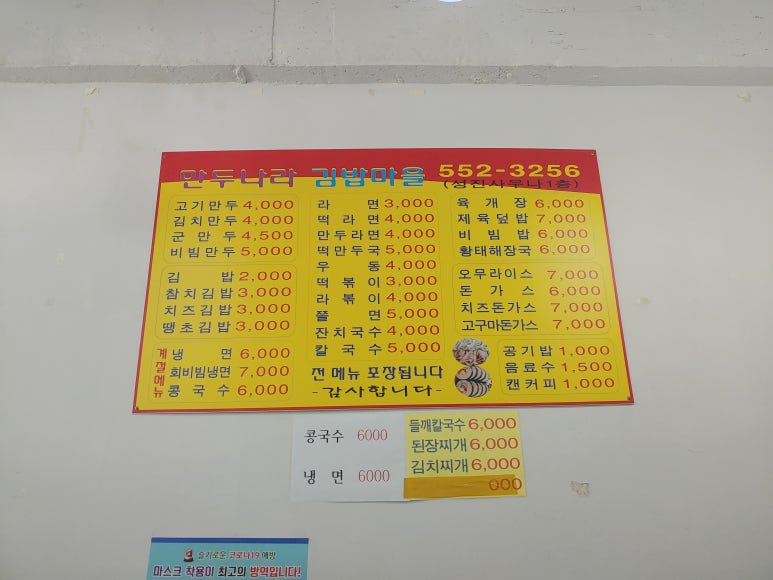 만두나라 김밥마을 552-3256
(성진사우나1층)
고기만두 4,000
김치만두 4,000
군만두 4,500
비빔만두 5,000
김밥 2,000
참치김밥 3,000
치즈김밥 3,000
땡초김밥 3,000
계절메뉴
냉면 6,000
회비빔냉면 7,000
콩국수 6,000
라면 3,000
떡라면 4,000
만두라면 4,000
떡만두국 5,000
우동 4,000
떡볶이 3,000
라볶이 4,000
쫄면 5,000
잔치국수 4,000
칼국수 5,000
전 메뉴 포장됩니다
-감사합니다-
육개장 6,000
제육덮밥 7,000
비빔밥 6,000
황태해장국 6,000
오무라이스 7,000
돈가스 6,000
치즈돈가스 7,000
고구마돈가스 7,000
공기밥 1,000
음료수 1,500
캔커피 1,000
콩국수 6000
냉면 6000
들깨칼국수 6,000
된장찌개 6,000
김치찌개 6,000
000
슬기로운 코로나19 예방
마스크 착용이 최고의 방역입니다!